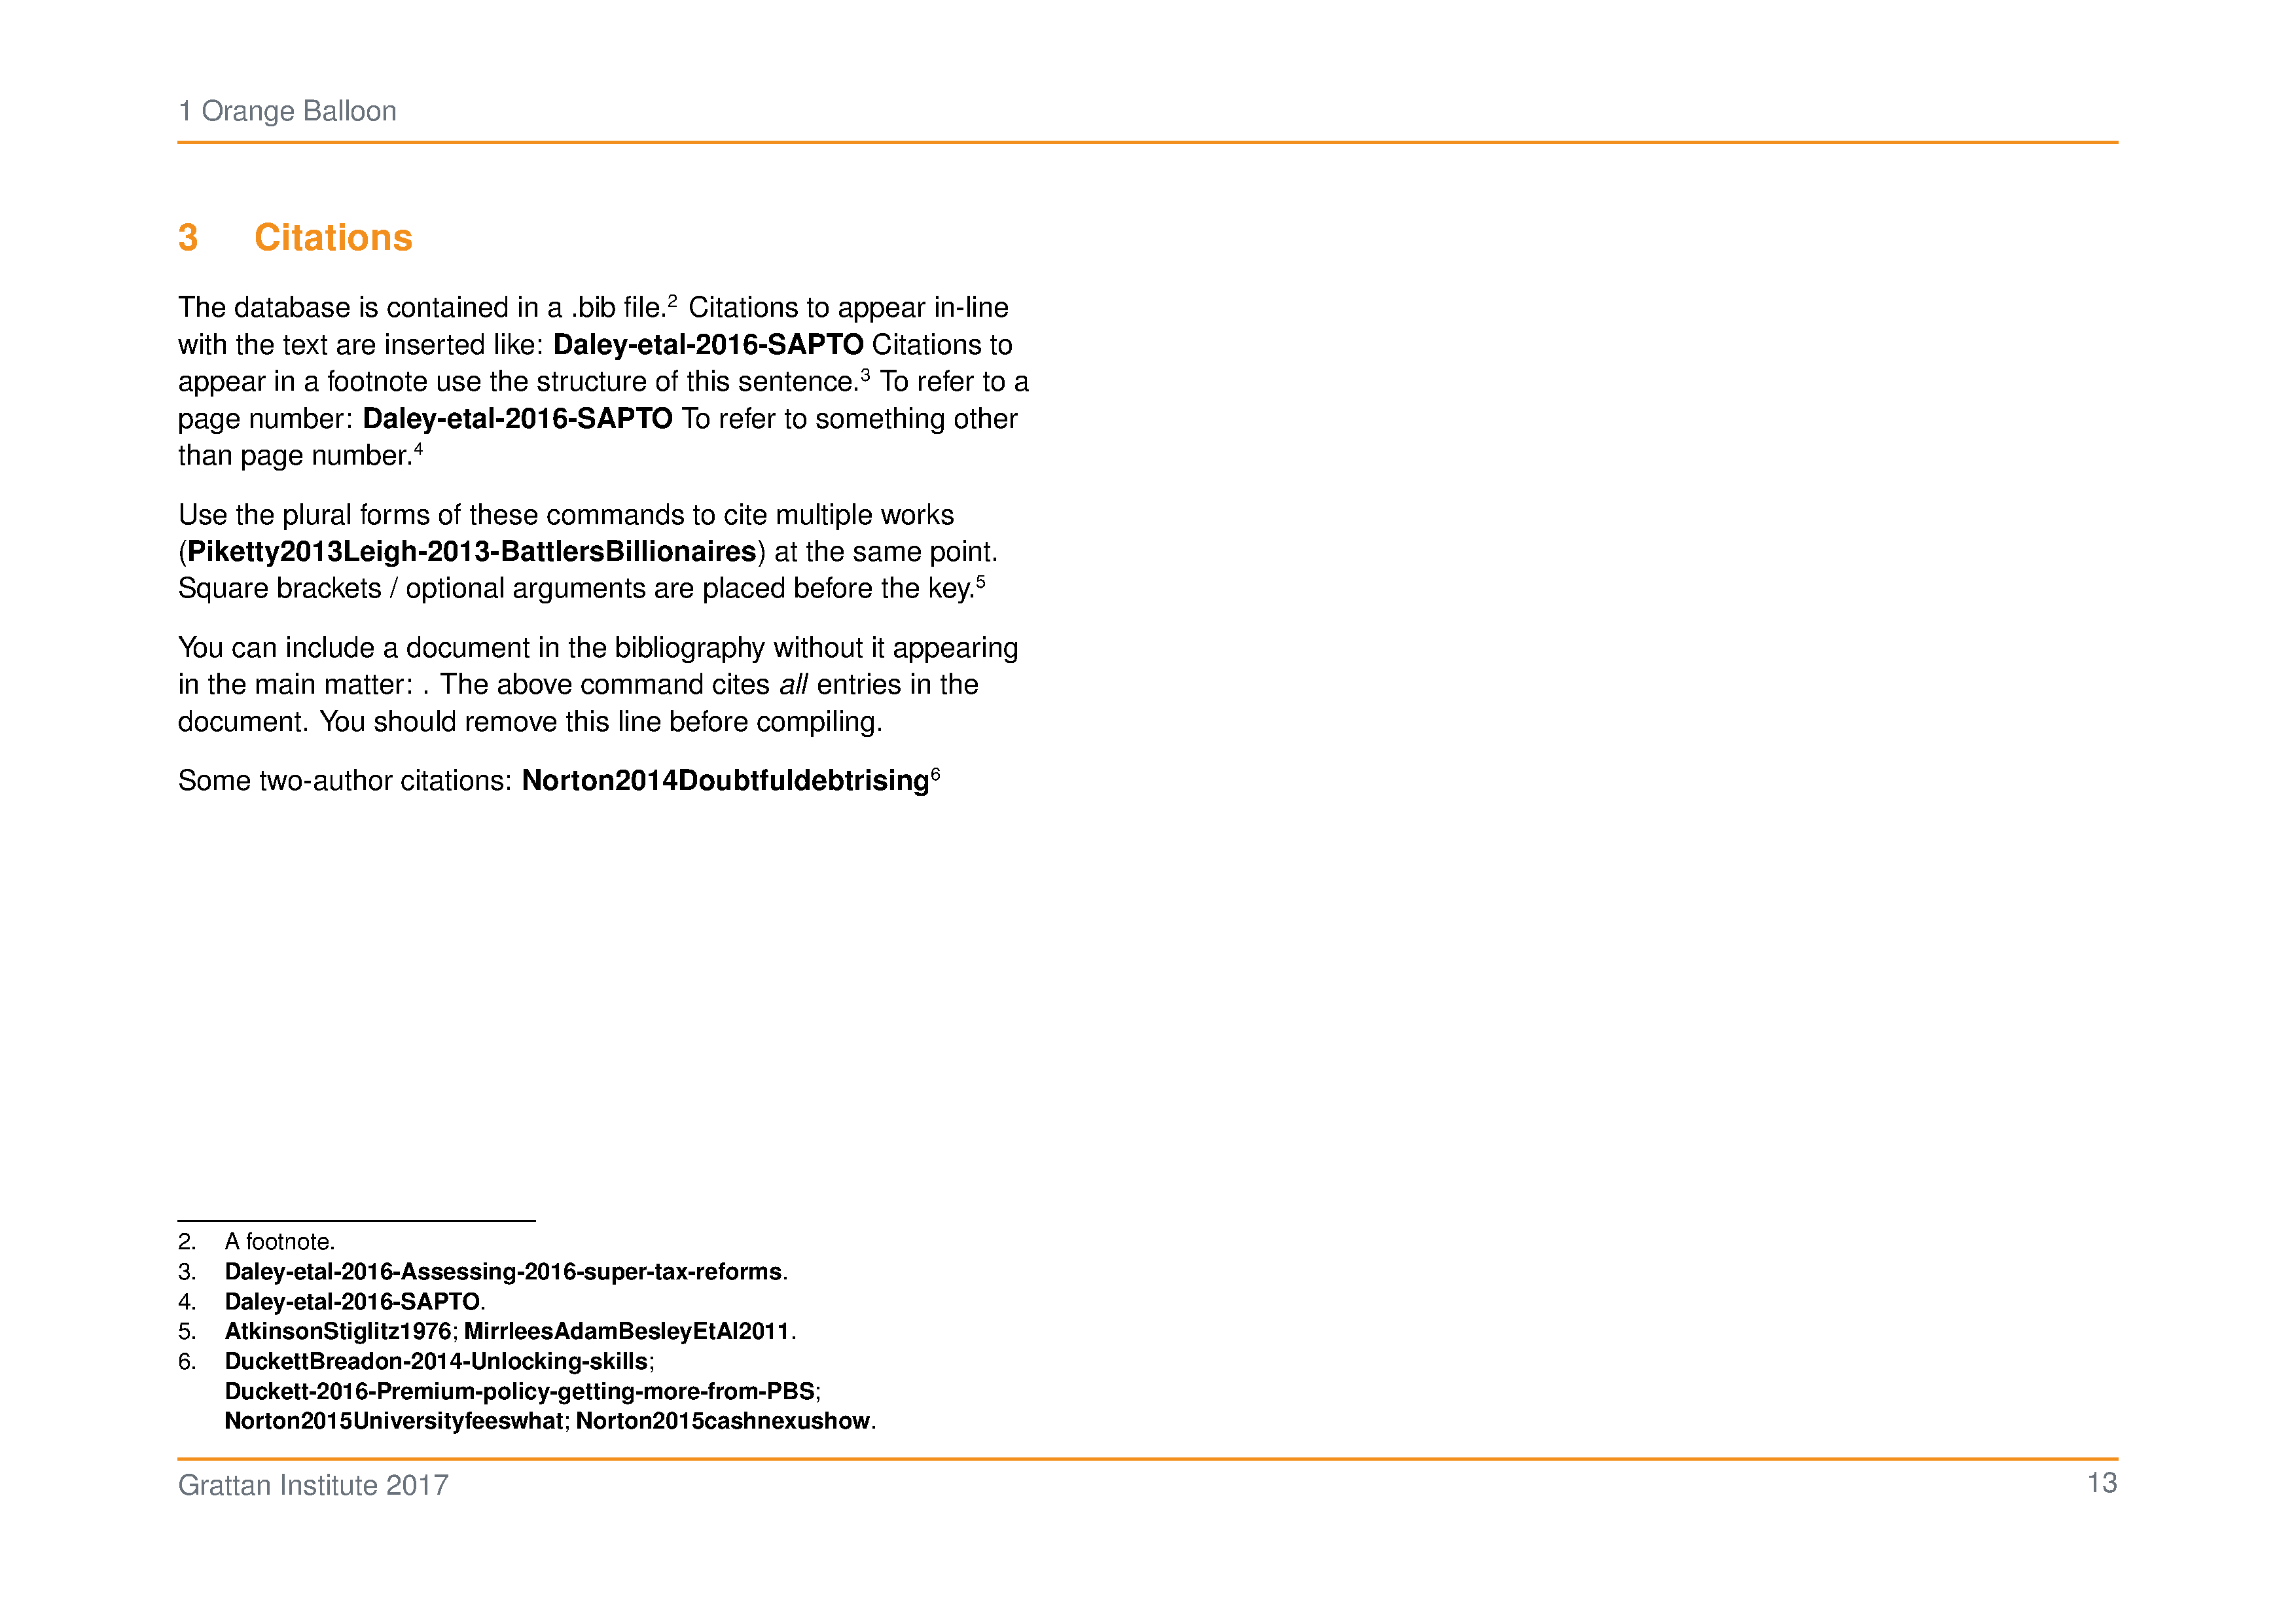 1 Orange Balloon
3 Citations
The database is contained in a .bib file.2 Citations to appear in-line
with the text are inserted like: Daley-etal-2016-SAPTO Citations to
appear in a footnote use the structure of this sentence.3 To refer to a
page number: Daley-etal-2016-SAPTO To refer to something other
than page number.4
Use the plural forms of these commands to cite multiple works
(Piketty2013Leigh-2013-BattlersBillionaires) at the same point.
Square brackets / optional arguments are placed before the key.5
You can include a document in the bibliography without it appearing
in the main matter: . The above command cites all entries in the
document. You should remove this line before compiling.
Some two-author citations: Norton2014Doubtfuldebtrising6
2. A footnote.
3. Daley-etal-2016-Assessing-2016-super-tax-reforms.
4. Daley-etal-2016-SAPTO.
5. AtkinsonStiglitz1976; MirrleesAdamBesleyEtAl2011.
6. DuckettBreadon-2014-Unlocking-skills;
Duckett-2016-Premium-policy-getting-more-from-PBS;
Norton2015Universityfeeswhat; Norton2015cashnexushow.
Grattan Institute 2017
13